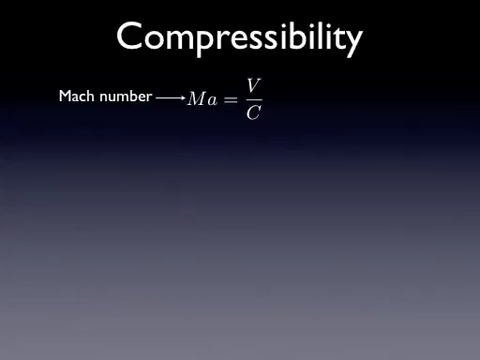 Compressibility
Mach number → Ma = V/C